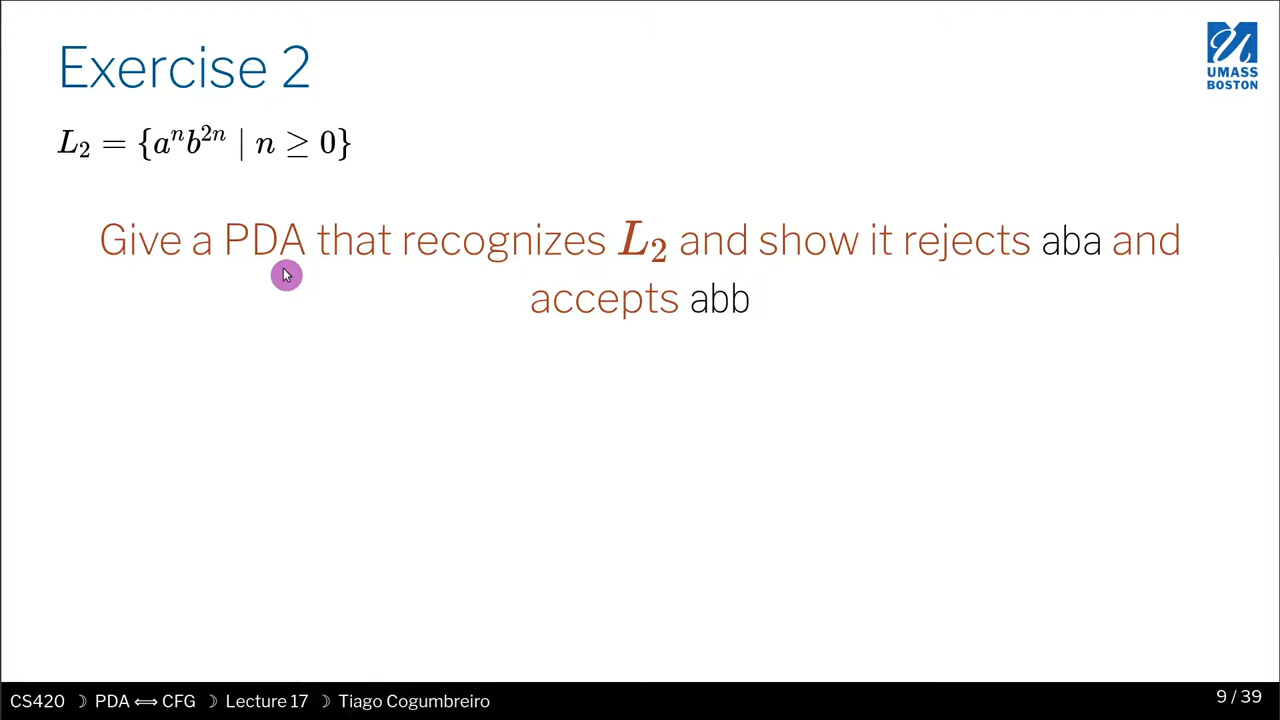 Exercise 2
UMASS
BOSTON
L₂ = {aⁿb²ⁿ | n ≥ 0}
Give a PDA that recognizes L₂ and show it rejects aba and
accepts abb
CS420 ☽ PDA ⟺ CFG ☽ Lecture 17 ☽ Tiago Cogumbreiro
9 / 39